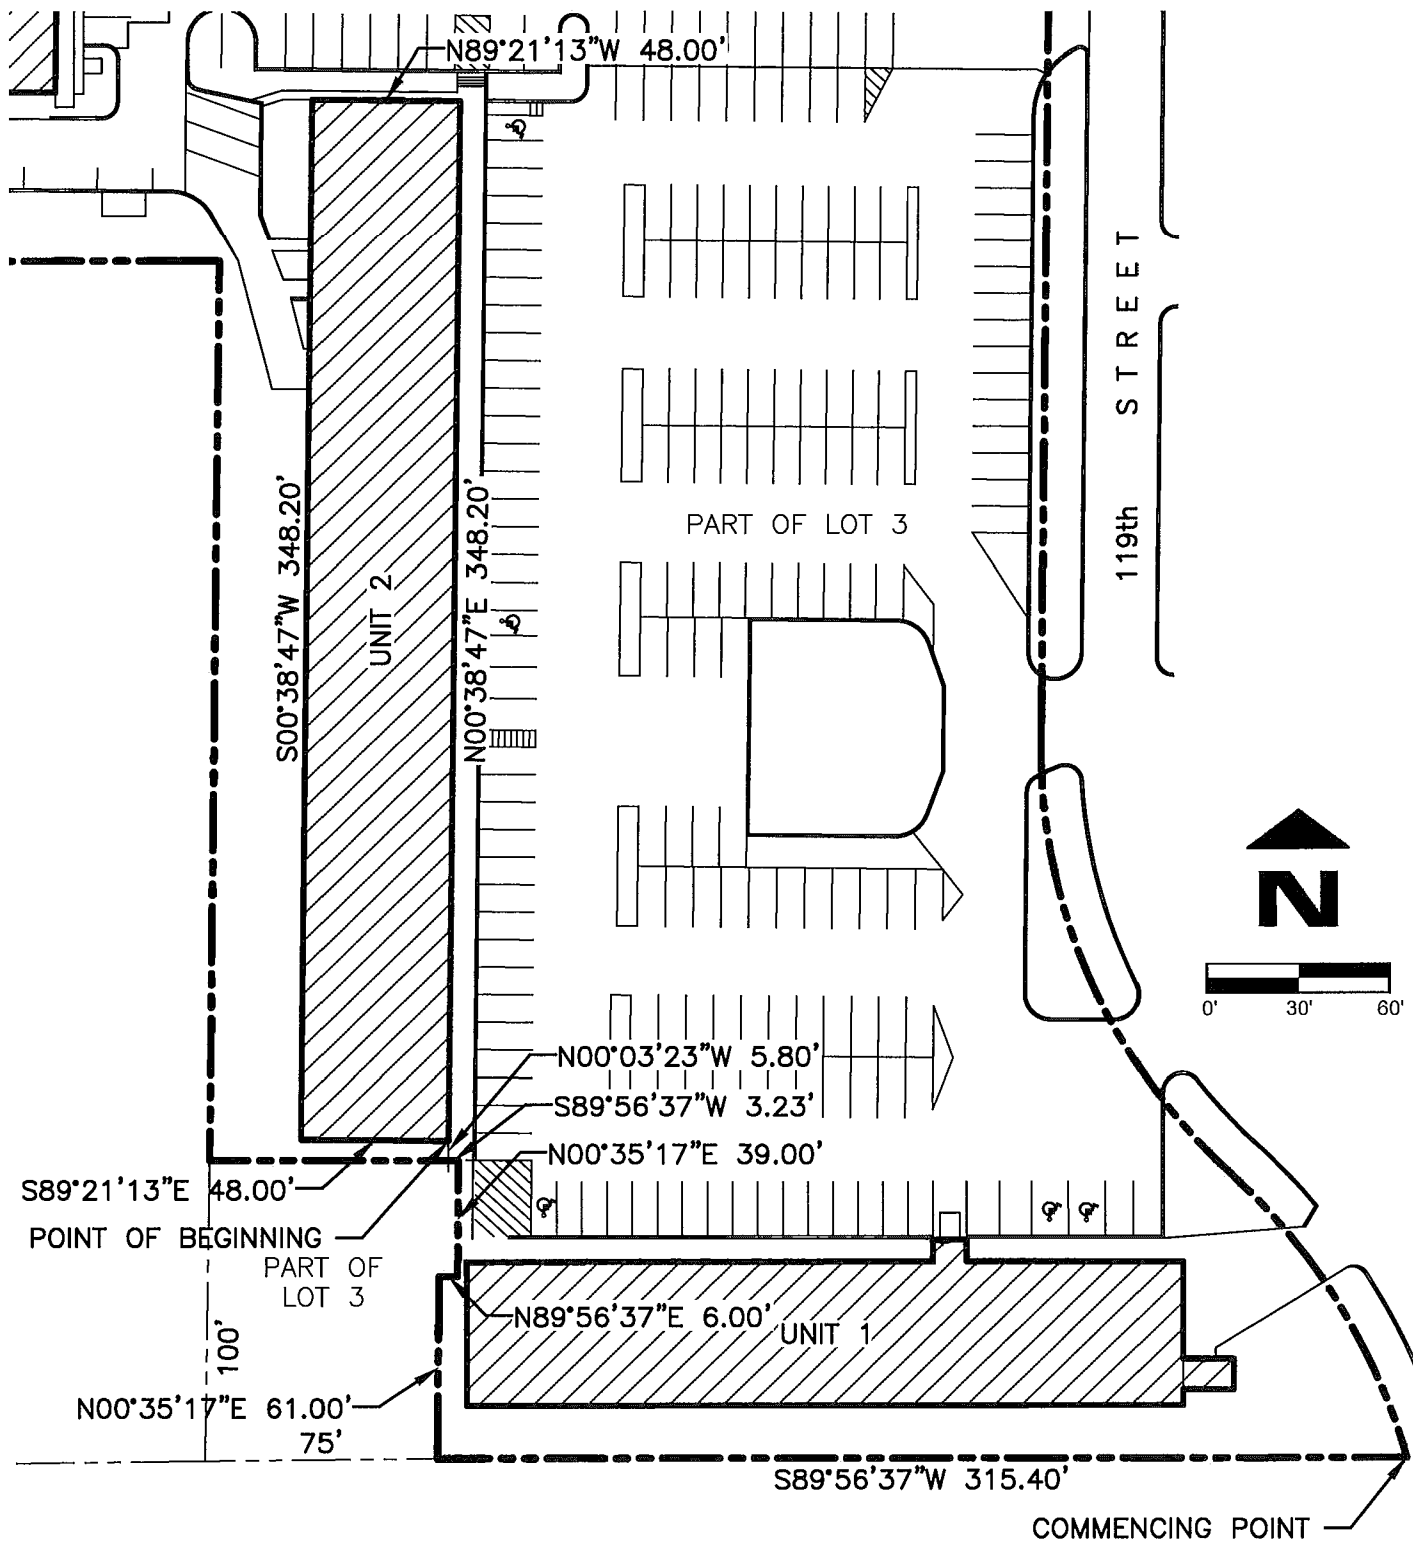 N89°21'13"W 48.00'
119th STREET
S00°38'47"W 348.20'
UNIT 2
N00°38'47"E 348.20'
PART OF LOT 3
N
0' 30' 60'
N00°03'23"W 5.80'
S89°56'37"W 3.23'
N00°35'17"E 39.00'
S89°21'13"E 48.00'
POINT OF BEGINNING
PART OF
LOT 3
N89°56'37"E 6.00'
UNIT 1
100'
N00°35'17"E 61.00'
75'
S89°56'37"W 315.40'
COMMENCING POINT